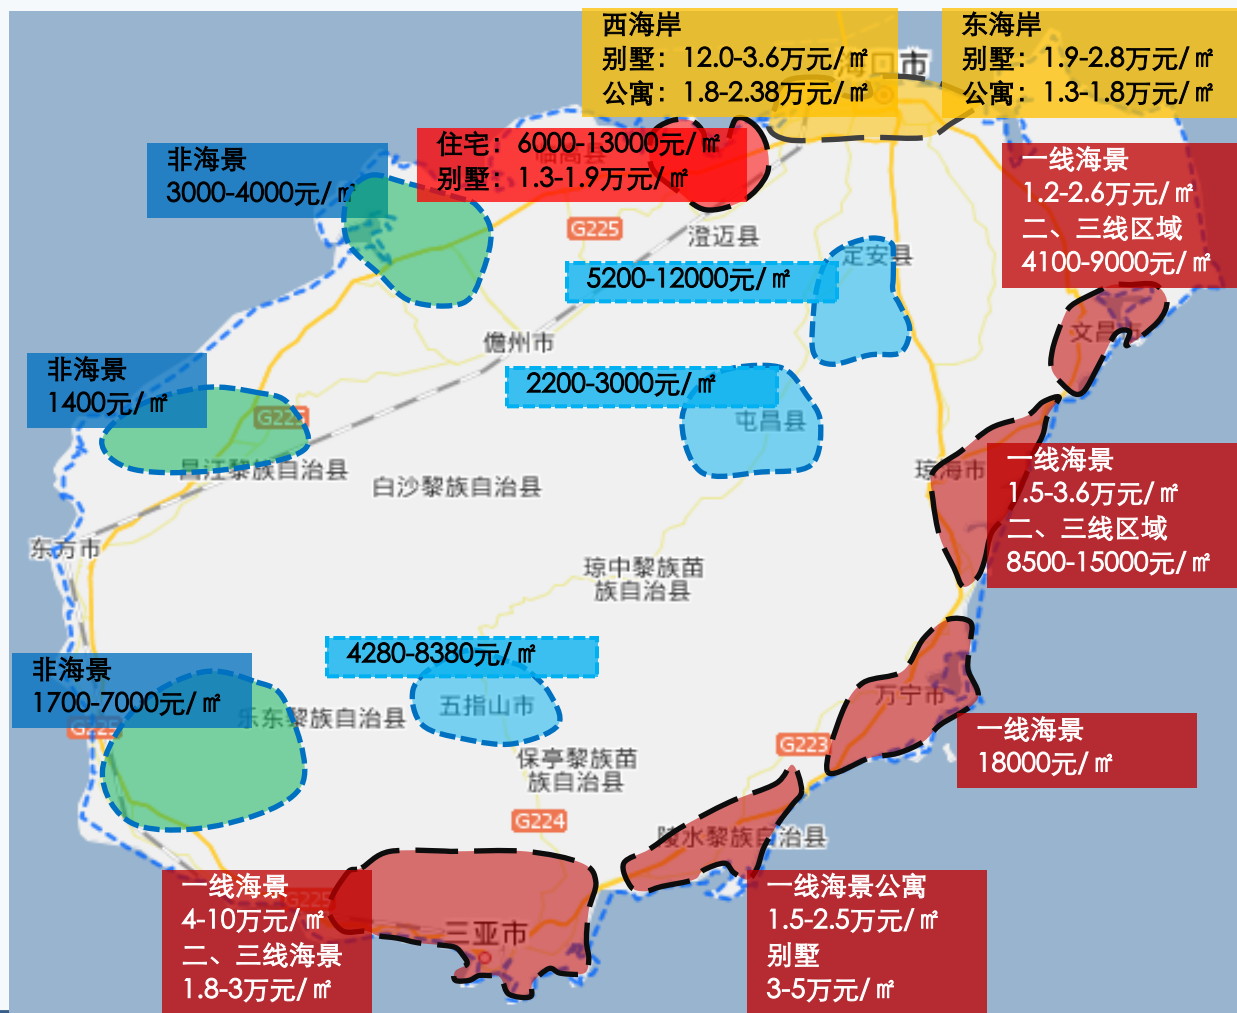 西海岸
别墅：12.0-3.6万元/㎡
公寓：1.8-2.38万元/㎡
东海岸
别墅：1.9-2.8万元/㎡
公寓：1.3-1.8万元/㎡
海口市
住宅：6000-13000元/㎡
别墅：1.3-1.9万元/㎡
临高县
非海景
3000-4000元/㎡
一线海景
1.2-2.6万元/㎡
二、三线区域
4100-9000元/㎡
G225
澄迈县
定安县
5200-12000元/㎡
文昌市
儋州市
非海景
1400元/㎡
2200-3000元/㎡
G225
屯昌县
昌江黎族自治县
白沙黎族自治县
琼海市
一线海景
1.5-3.6万元/㎡
二、三线区域
8500-15000元/㎡
东方市
琼中黎族苗
族自治县
4280-8380元/㎡
非海景
1700-7000元/㎡
G225
乐东黎族自治县
五指山市
万宁市
一线海景
18000元/㎡
G223
保亭黎族苗
族自治县
G224
陵水黎族自治县
一线海景
4-10万元/㎡
二、三线海景
1.8-3万元/㎡
G225
三亚市
一线海景公寓
1.5-2.5万元/㎡
别墅
3-5万元/㎡